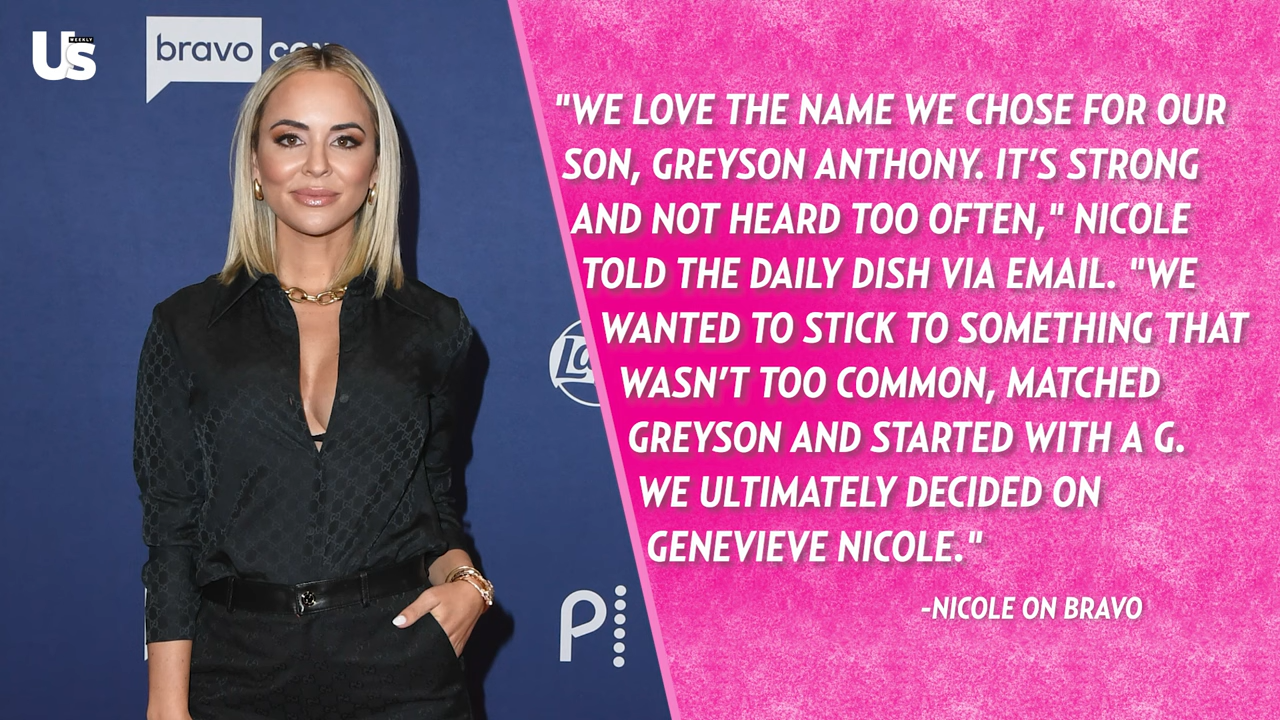 Us
WEEKLY
bravo con
"WE LOVE THE NAME WE CHOSE FOR OUR
SON, GREYSON ANTHONY. IT'S STRONG
AND NOT HEARD TOO OFTEN," NICOLE
TOLD THE DAILY DISH VIA EMAIL. "WE
WANTED TO STICK TO SOMETHING THAT
WASN'T TOO COMMON, MATCHED
GREYSON AND STARTED WITH A G.
WE ULTIMATELY DECIDED ON
GENEVIEVE NICOLE."
-NICOLE ON BRAVO